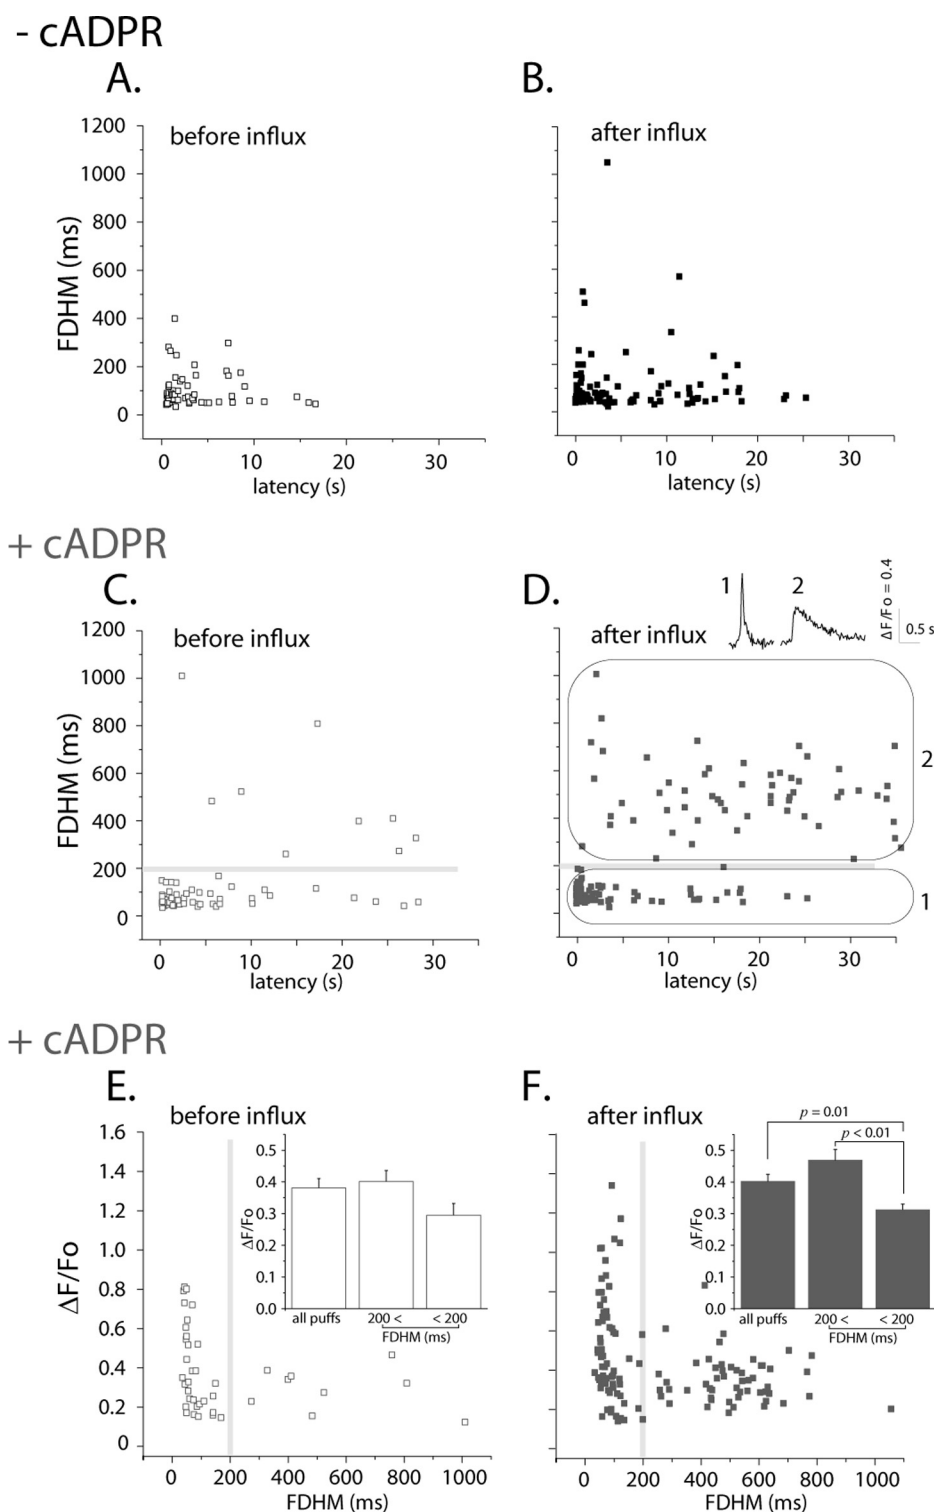 - cADPR
A.
B.
before influx
after influx
FDHM (ms)
1200
1000
800
600
400
200
0
0 10 20 30
latency (s)
0 10 20 30
latency (s)
+ cADPR
C.
D.
before influx
after influx
1 2
ΔF/Fo = 0.4
0.5 s
FDHM (ms)
1200
1000
800
600
400
200
0
2
1
0 10 20 30
latency (s)
0 10 20 30
latency (s)
+ cADPR
E.
F.
before influx
after influx
ΔF/Fo
1.6
1.4
1.2
1.0
0.8
0.6
0.4
0.2
0
ΔF/Fo
0.5
0.4
0.3
0.2
0.1
0.0
all puffs 200 < < 200
FDHM (ms)
p = 0.01
p < 0.01
ΔF/Fo
0.5
0.4
0.3
0.2
0.1
0.0
all puffs 200 < < 200
FDHM (ms)
0 200 400 600 800 1000
FDHM (ms)
0 200 400 600 800 1000
FDHM (ms)